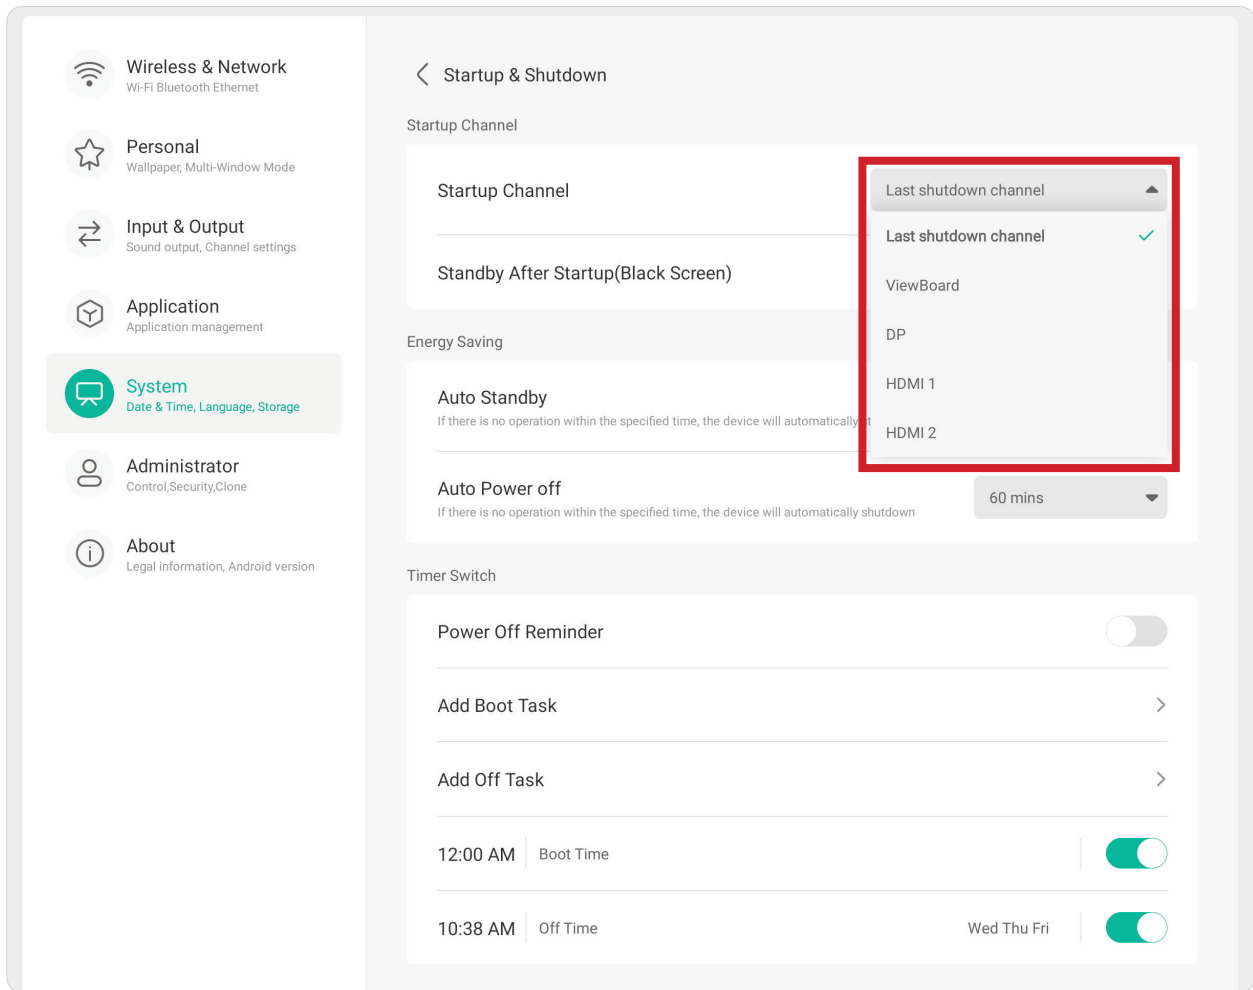 Wireless & Network
Wi-Fi Bluetooth Ethernet
Personal
Wallpaper, Multi-Window Mode
Input & Output
Sound output, Channel settings
Application
Application management
System
Date & Time, Language, Storage
Administrator
Control,Security,Clone
About
Legal information, Android version
Startup & Shutdown
Startup Channel
Startup Channel
Last shutdown channel
Last shutdown channel
ViewBoard
DP
HDMI 1
HDMI 2
Standby After Startup(Black Screen)
Energy Saving
Auto Standby
If there is no operation within the specified time, the device will automatically
Auto Power off
If there is no operation within the specified time, the device will automatically shutdown
60 mins
Timer Switch
Power Off Reminder
Add Boot Task
Add Off Task
12:00 AM Boot Time
10:38 AM Off Time Wed Thu Fri